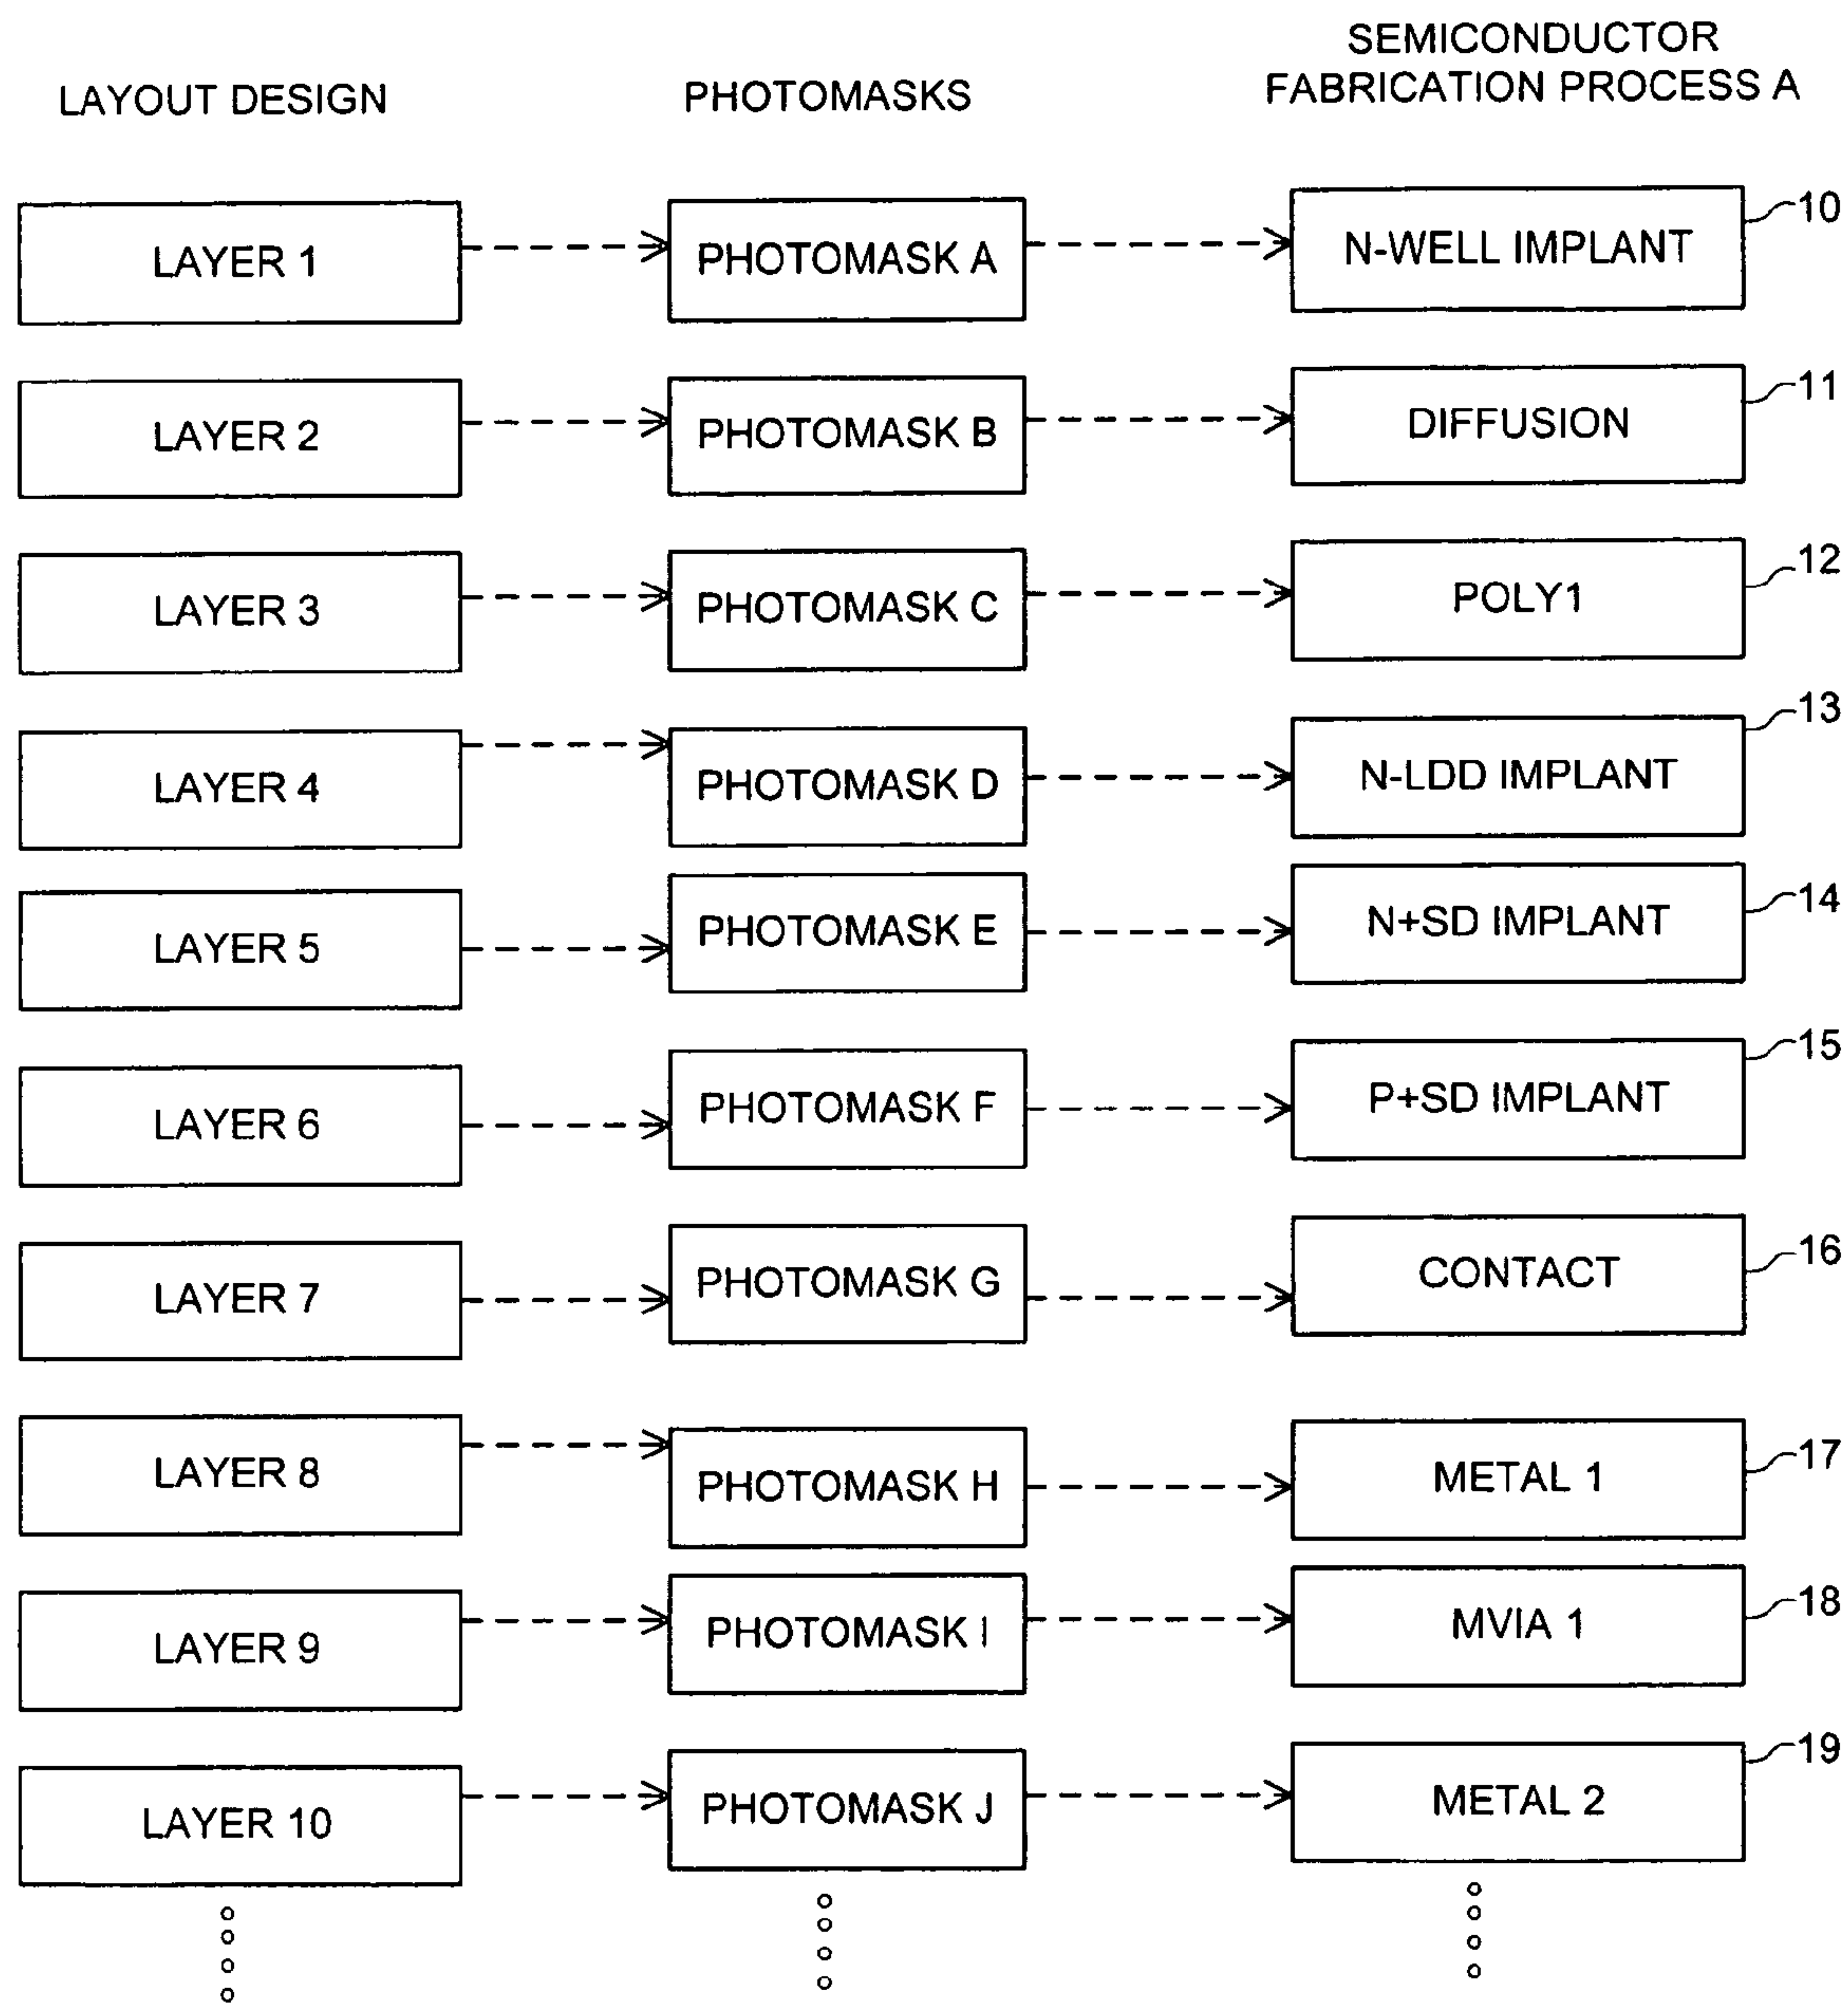 LAYOUT DESIGN
PHOTOMASKS
SEMICONDUCTOR
FABRICATION PROCESS A
LAYER 1
PHOTOMASK A
N-WELL IMPLANT
10
LAYER 2
PHOTOMASK B
DIFFUSION
11
LAYER 3
PHOTOMASK C
POLY1
12
LAYER 4
PHOTOMASK D
N-LDD IMPLANT
13
LAYER 5
PHOTOMASK E
N+SD IMPLANT
14
LAYER 6
PHOTOMASK F
P+SD IMPLANT
15
LAYER 7
PHOTOMASK G
CONTACT
16
LAYER 8
PHOTOMASK H
METAL 1
17
LAYER 9
PHOTOMASK I
MVIA 1
18
LAYER 10
PHOTOMASK J
METAL 2
19